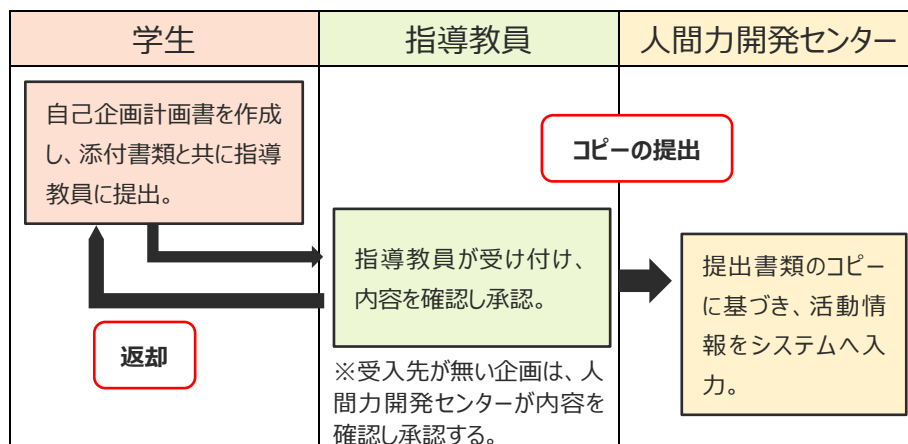 学生
指導教員
人間力開発センター
自己企画計画書を作成
し、添付書類と共に指導
教員に提出。
コピーの提出
指導教員が受け付け、
内容を確認し承認。
提出書類のコピー
に基づき、活動情
報をシステムへ入
力。
返却
※受入先が無い企画は、人
間力開発センターが内容を
確認し承認する。